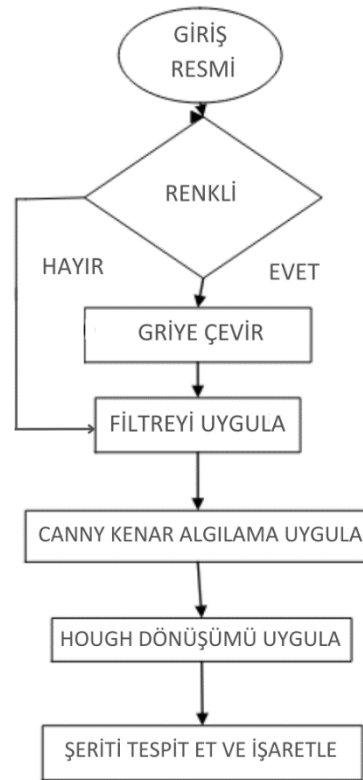 GİRİŞ
RESMİ
RENKLİ
HAYIR
EVET
GRİYE ÇEVİR
FİLTREYİ UYGULA
CANNY KENAR ALGILAMA UYGULA
HOUGH DÖNÜŞÜMÜ UYGULA
ŞERİTİ TESPİT ET VE İŞARETLE